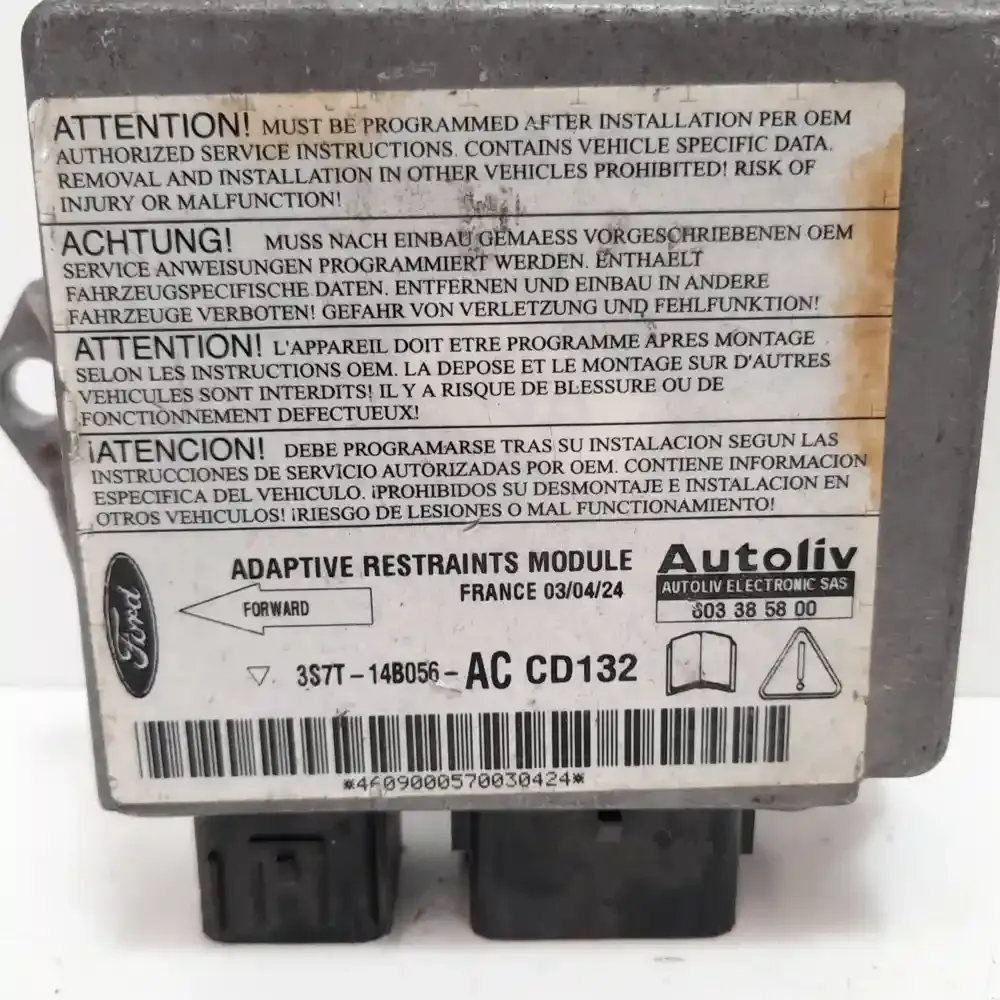 ATTENTION! MUST BE PROGRAMMED AFTER INSTALLATION PER OEM
AUTHORIZED SERVICE INSTRUCTIONS. CONTAINS VEHICLE SPECIFIC DATA.
REMOVAL AND INSTALLATION IN OTHER VEHICLES PROHIBITED! RISK OF
INJURY OR MALFUNCTION!
ACHTUNG! MUSS NACH EINBAU GEMAESS VORGESCHRIEBENEN OEM
SERVICE ANWEISUNGEN PROGRAMMIERT WERDEN. ENTHAELT
FAHRZEUGSPECIFISCHE DATEN. ENTFERNEN UND EINBAU IN ANDERE
FAHRZEUGE VERBOTEN! GEFAHR VON VERLETZUNG UND FEHLFUNKTION!
ATTENTION! L'APPAREIL DOIT ETRE PROGRAMME APRES MONTAGE
SELON LES INSTRUCTIONS OEM. LA DEPOSE ET LE MONTAGE SUR D'AUTRES
VEHICULES SONT INTERDITS! IL Y A RISQUE DE BLESSURE OU DE
FONCTIONNEMENT DEFECTUEUX!
¡ATENCION! DEBE PROGRAMARSE TRAS SU INSTALACION SEGUN LAS
INSTRUCCIONES DE SERVICIO AUTORIZADAS POR OEM. CONTIENE INFORMACION
ESPECIFICA DEL VEHICULO. ¡PROHIBIDOS SU DESMONTAJE E INSTALACION EN
OTROS VEHICULOS! ¡RIESGO DE LESIONES O MAL FUNCIONAMIENTO!
ADAPTIVE RESTRAINTS MODULE
FRANCE 03/04/24
Autoliv
AUTOLIV ELECTRONIC SAS
603 38 58 00
Ford
FORWARD
3S7T-14B056-AC CD132
*4609000570030424*